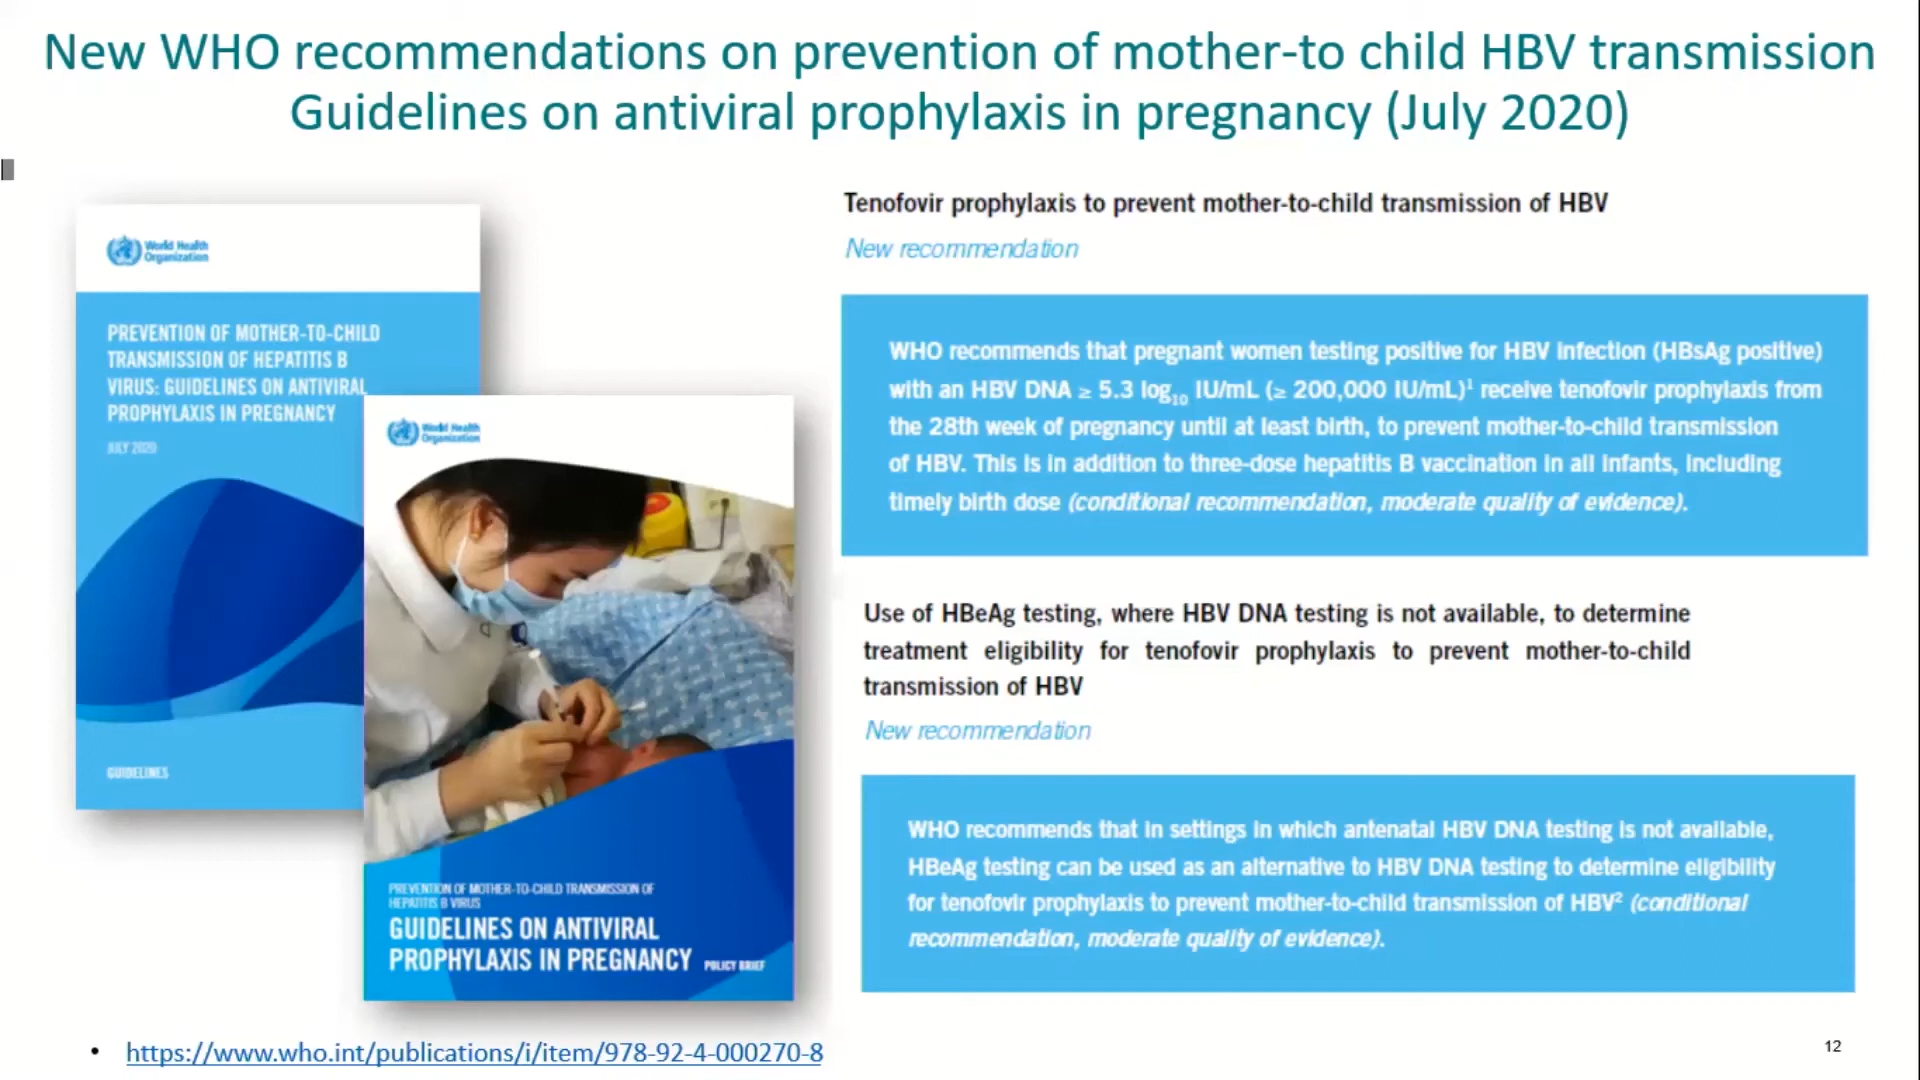 New WHO recommendations on prevention of mother-to child HBV transmission
Guidelines on antiviral prophylaxis in pregnancy (July 2020)
World Health
Organization
PREVENTION OF MOTHER-TO-CHILD
TRANSMISSION OF HEPATITIS B
VIRUS: GUIDELINES ON ANTIVIRAL
PROPHYLAXIS IN PREGNANCY
JULY 2020
GUIDELINES
World Health
Organization
PREVENTION OF MOTHER-TO-CHILD TRANSMISSION OF
HEPATITIS B VIRUS
GUIDELINES ON ANTIVIRAL
PROPHYLAXIS IN PREGNANCY POLICY BRIEF
Tenofovir prophylaxis to prevent mother-to-child transmission of HBV
New recommendation
WHO recommends that pregnant women testing positive for HBV infection (HBsAg positive)
with an HBV DNA ≥ 5.3 log₁₀ IU/mL (≥ 200,000 IU/mL)¹ receive tenofovir prophylaxis from
the 28th week of pregnancy until at least birth, to prevent mother-to-child transmission
of HBV. This is in addition to three-dose hepatitis B vaccination in all infants, including
timely birth dose (conditional recommendation, moderate quality of evidence).
Use of HBeAg testing, where HBV DNA testing is not available, to determine
treatment eligibility for tenofovir prophylaxis to prevent mother-to-child
transmission of HBV
New recommendation
WHO recommends that in settings in which antenatal HBV DNA testing is not available,
HBeAg testing can be used as an alternative to HBV DNA testing to determine eligibility
for tenofovir prophylaxis to prevent mother-to-child transmission of HBV² (conditional
recommendation, moderate quality of evidence).
• https://www.who.int/publications/i/item/978-92-4-000270-8
12